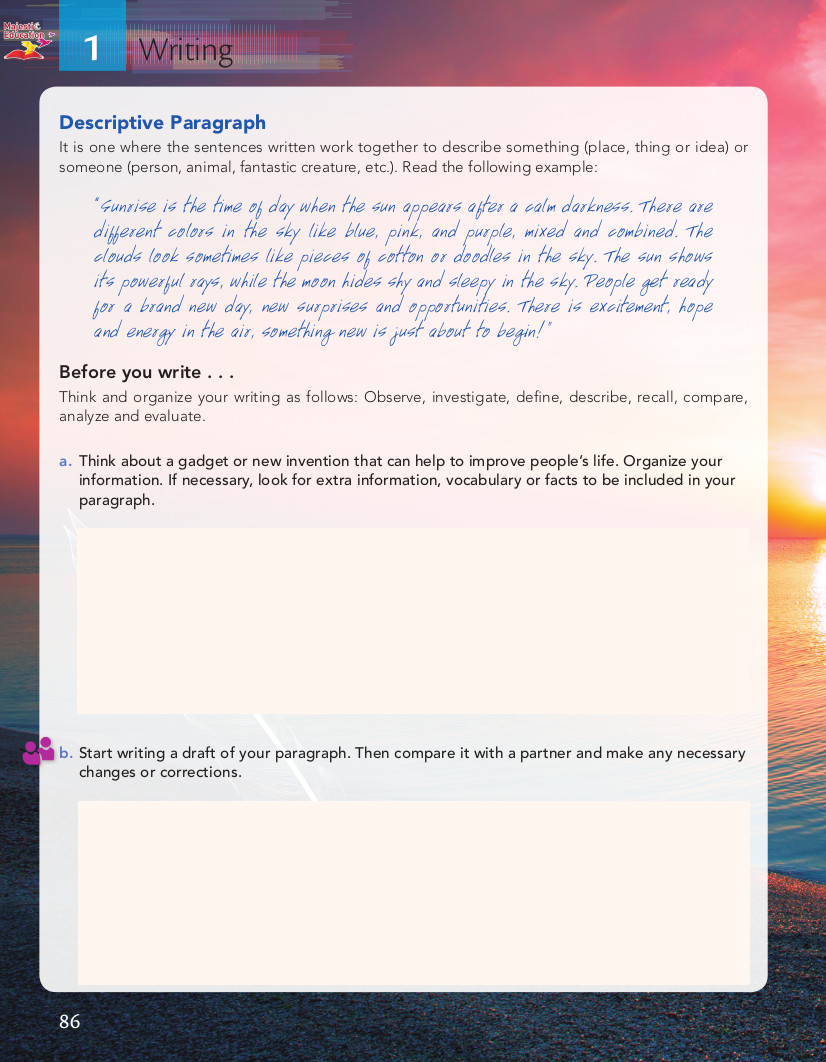 Majestic
Education
1 Writing
Descriptive Paragraph
It is one where the sentences written work together to describe something (place, thing or idea) or
someone (person, animal, fantastic creature, etc.). Read the following example:
"Sunrise is the time of day when the sun appears after a calm darkness. There are
different colors in the sky like blue, pink, and purple, mixed and combined. The
clouds look sometimes like pieces of cotton or doodles in the sky. The sun shows
its powerful rays, while the moon hides shy and sleepy in the sky. People get ready
for a brand new day, new surprises and opportunities. There is excitement, hope
and energy in the air, something new is just about to begin!"
Before you write . . .
Think and organize your writing as follows: Observe, investigate, define, describe, recall, compare,
analyze and evaluate.
a. Think about a gadget or new invention that can help to improve people's life. Organize your
information. If necessary, look for extra information, vocabulary or facts to be included in your
paragraph.
b. Start writing a draft of your paragraph. Then compare it with a partner and make any necessary
changes or corrections.
86